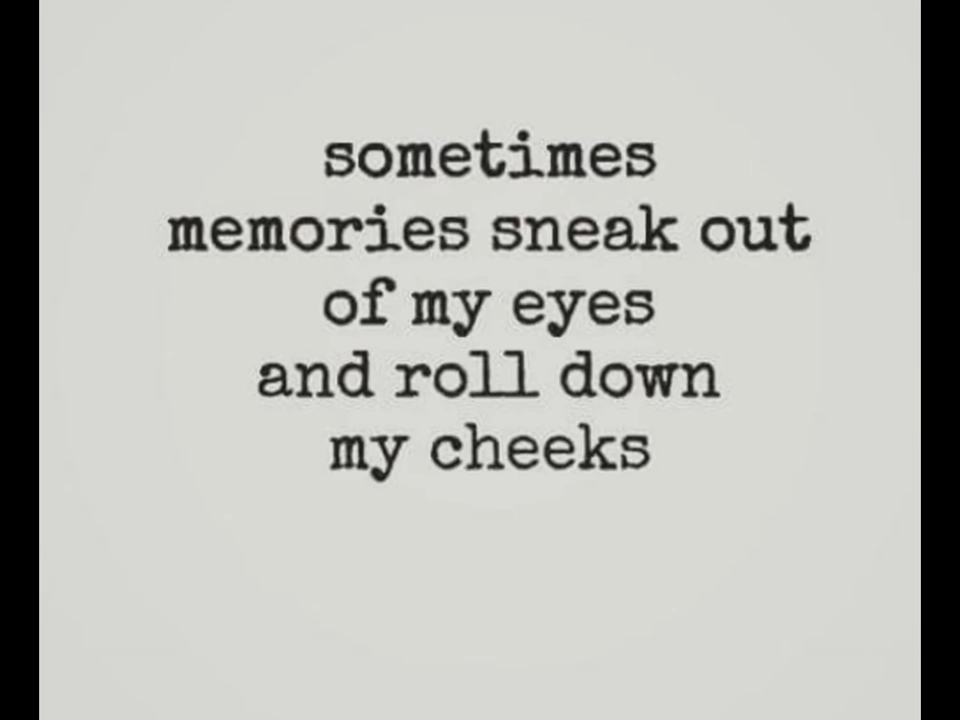 sometimes
memories sneak out
of my eyes
and roll down
my cheeks